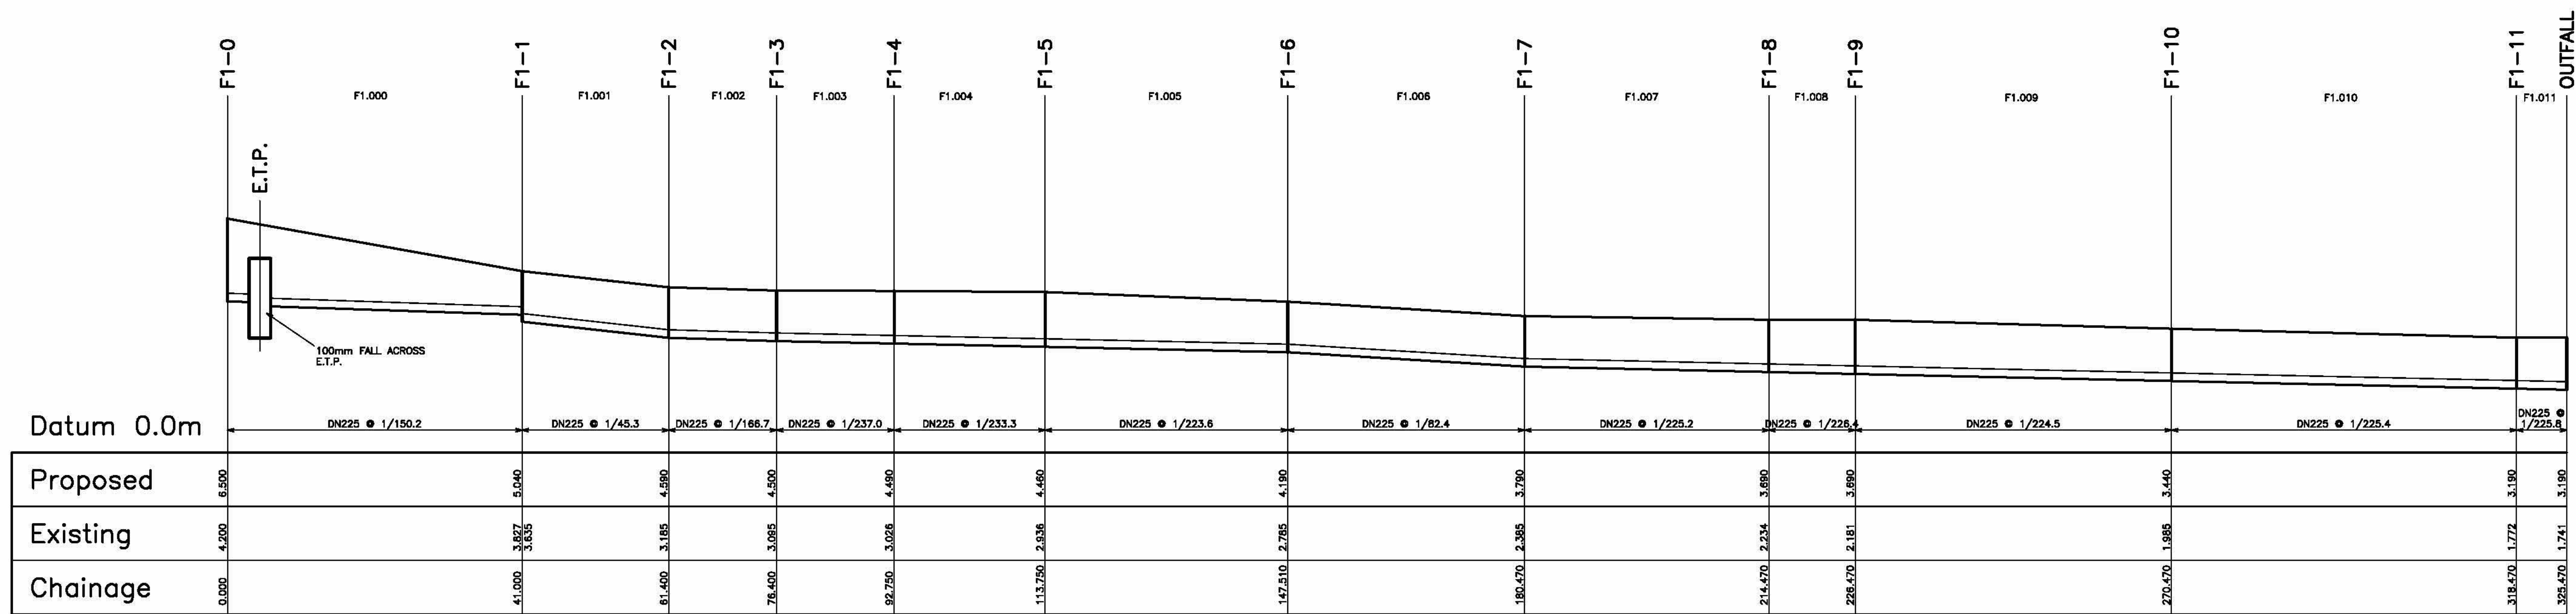 F1-0 F1-1 F1-2 F1-3 F1-4 F1-5 F1-6 F1-7 F1-8 F1-9 F1-10 F1-11 OUTFALL
F1.000 F1.001 F1.002 F1.003 F1.004 F1.005 F1.006 F1.007 F1.008 F1.009 F1.010 F1.011
E.T.P.
100mm FALL ACROSS
E.T.P.
Datum 0.0m
DN225 @ 1/150.2 DN225 @ 1/45.3 DN225 @ 1/166.7 DN225 @ 1/237.0 DN225 @ 1/233.3 DN225 @ 1/223.6 DN225 @ 1/82.4 DN225 @ 1/225.2 DN225 @ 1/226.4 DN225 @ 1/224.5 DN225 @ 1/225.4 DN225 @
1/225.8
Proposed 6.500 5.040 4.590 4.500 4.490 4.460 4.190 3.790 3.690 3.690 3.440 3.190 3.190
Existing 4.200 3.827 3.635 3.185 3.095 3.026 2.936 2.785 2.385 2.234 2.181 1.985 1.772 1.741
Chainage 0.000 41.000 61.400 76.400 92.750 113.750 147.510 180.470 214.470 226.470 270.470 318.470 325.470